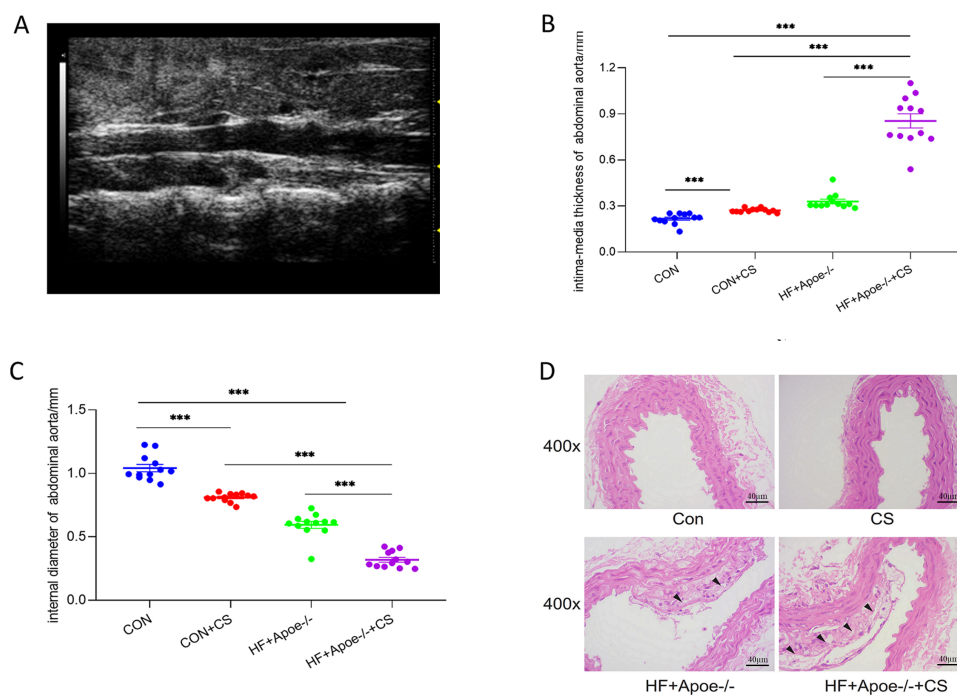 A
B
intima-media thickness of abdominal aorta/mm
1.2
0.9
0.6
0.3
0.0
***
***
***
***
CON
CON+CS
HF+Apoe-/-
HF+Apoe-/-+CS
C
internal diameter of abdominal aorta/mm
1.5
1.0
0.5
0.0
***
***
***
***
CON
CON+CS
HF+Apoe-/-
HF+Apoe-/-+CS
D
400x
40μm
40μm
Con
CS
400x
40μm
40μm
HF+Apoe-/-
HF+Apoe-/-+CS